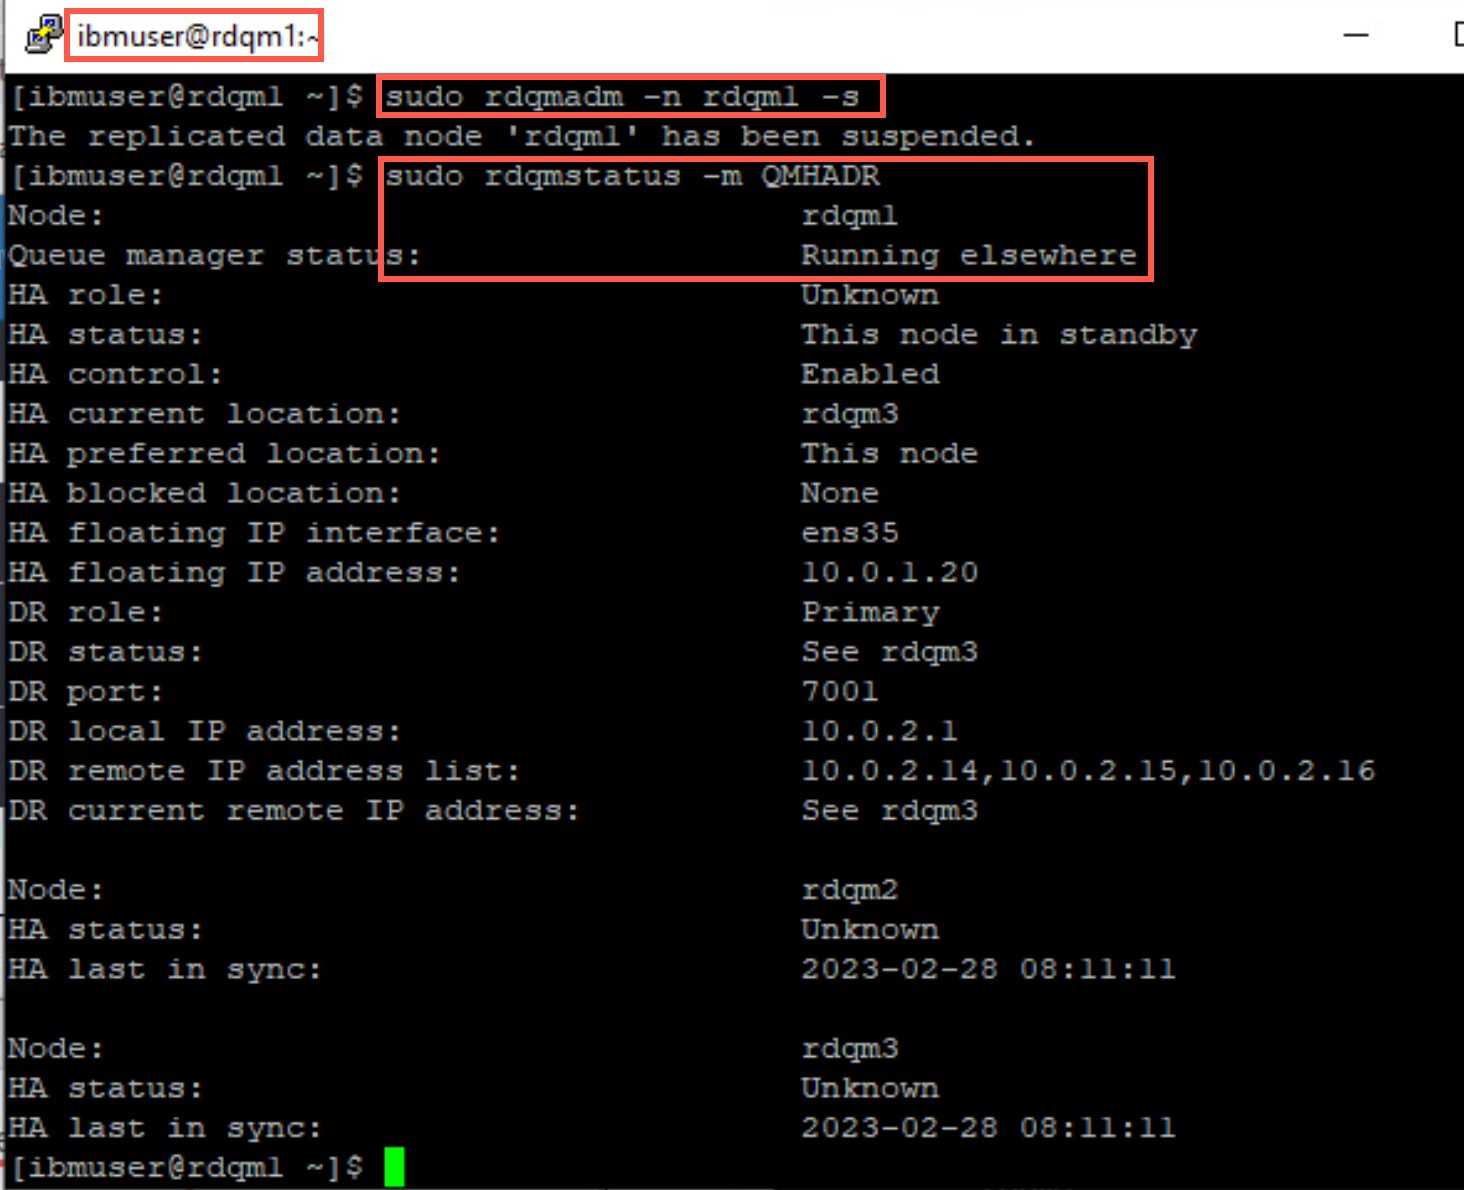 ibmuser@rdqm1:~
[ibmuser@rdqm1 ~]$ sudo rdqmadm -n rdqm1 -s
The replicated data node 'rdqm1' has been suspended.
[ibmuser@rdqm1 ~]$ sudo rdqmstatus -m QMHADR
Node: rdqm1
Queue manager status: Running elsewhere
HA role: Unknown
HA status: This node in standby
HA control: Enabled
HA current location: rdqm3
HA preferred location: This node
HA blocked location: None
HA floating IP interface: ens35
HA floating IP address: 10.0.1.20
DR role: Primary
DR status: See rdqm3
DR port: 7001
DR local IP address: 10.0.2.1
DR remote IP address list: 10.0.2.14,10.0.2.15,10.0.2.16
DR current remote IP address: See rdqm3
Node: rdqm2
HA status: Unknown
HA last in sync: 2023-02-28 08:11:11
Node: rdqm3
HA status: Unknown
HA last in sync: 2023-02-28 08:11:11
[ibmuser@rdqm1 ~]$